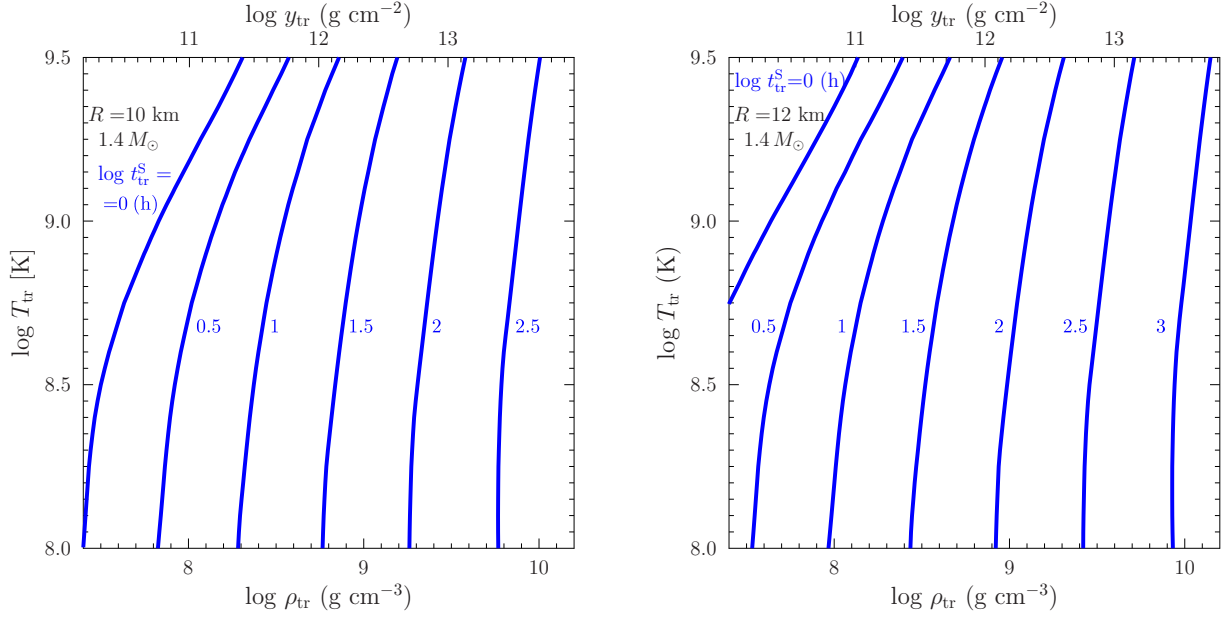 log y_tr (g cm⁻²)
11 12 13
9.5
9.0
8.5
8.0
log T_tr [K]
R =10 km
1.4 M_⊙
log t_tr^S =
=0 (h)
0.5 1 1.5 2 2.5
8 9 10
log ρ_tr (g cm⁻³)
log y_tr (g cm⁻²)
11 12 13
9.5
9.0
8.5
8.0
log T_tr (K)
log t_tr^S=0 (h)
R =12 km
1.4 M_⊙
0.5 1 1.5 2 2.5 3
8 9 10
log ρ_tr (g cm⁻³)